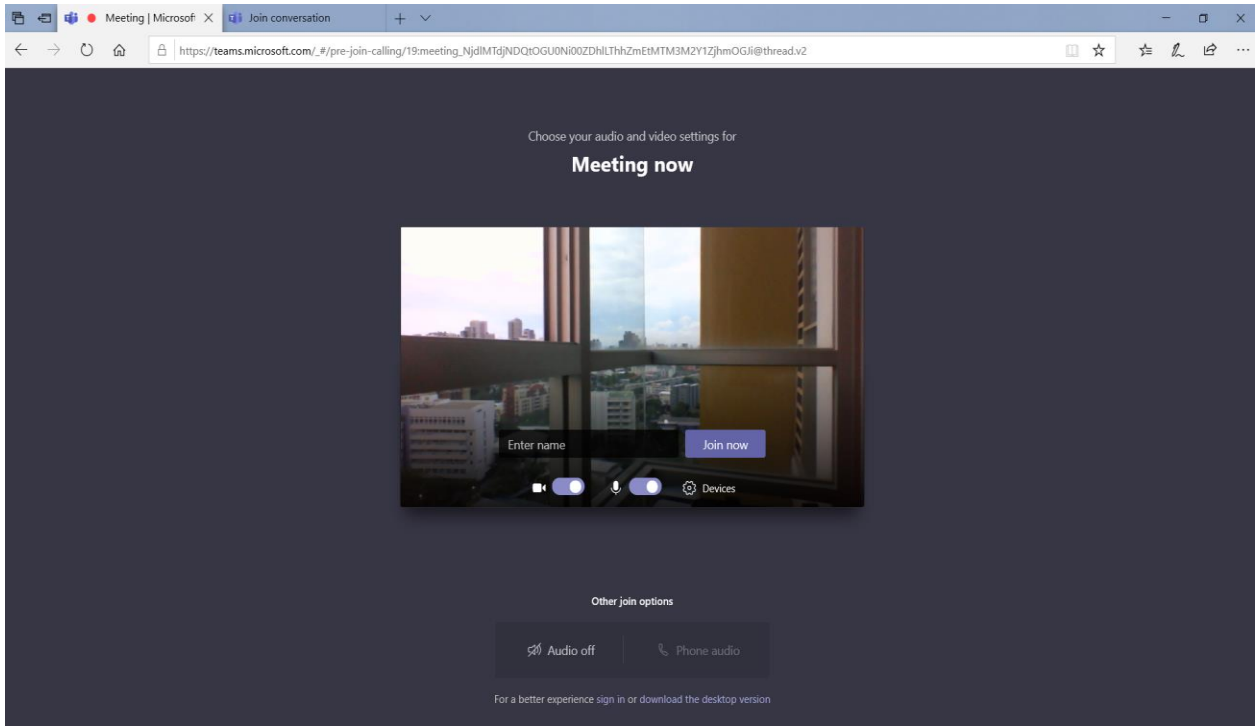 Meeting | Microsof
Join conversation
https://teams.microsoft.com/_#/pre-join-calling/19:meeting_NjdlMTdjNDQtOGU0Ni00ZDhlLThhZmEtMTM3M2Y1ZjhmOGJi@thread.v2
Choose your audio and video settings for
Meeting now
Enter name
Join now
Devices
Other join options
Audio off
Phone audio
For a better experience sign in or download the desktop version